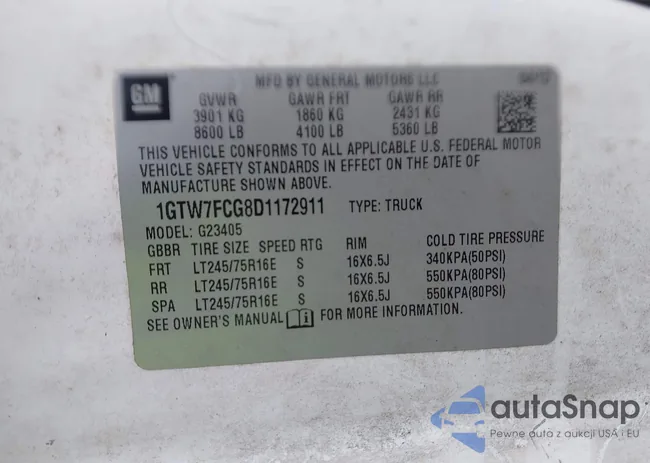 GM
MFD BY GENERAL MOTORS LLC
GVWR GAWR FRT GAWR RR
3901 KG 1860 KG 2431 KG
8600 LB 4100 LB 5360 LB
THIS VEHICLE CONFORMS TO ALL APPLICABLE U.S. FEDERAL MOTOR
VEHICLE SAFETY STANDARDS IN EFFECT ON THE DATE OF
MANUFACTURE SHOWN ABOVE.
1GTW7FCG8D1172911 TYPE: TRUCK
MODEL: G23405
GBBR TIRE SIZE SPEED RTG RIM COLD TIRE PRESSURE
FRT LT245/75R16E S 16X6.5J 340KPA(50PSI)
RR LT245/75R16E S 16X6.5J 550KPA(80PSI)
SPA LT245/75R16E S 16X6.5J 550KPA(80PSI)
SEE OWNER'S MANUAL FOR MORE INFORMATION.
autoSnap
Pewne auta z aukcji USA i EU